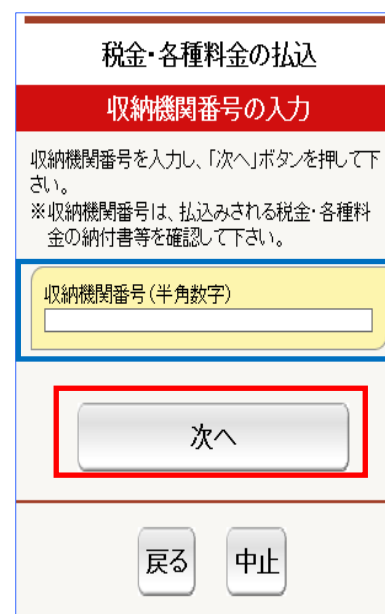 税金・各種料金の払込
収納機関番号の入力
収納機関番号を入力し、「次へ」ボタンを押して下
さい。
※収納機関番号は、払込みされる税金・各種料
金の納付書等を確認して下さい。
収納機関番号(半角数字)
次へ
戻る 中止